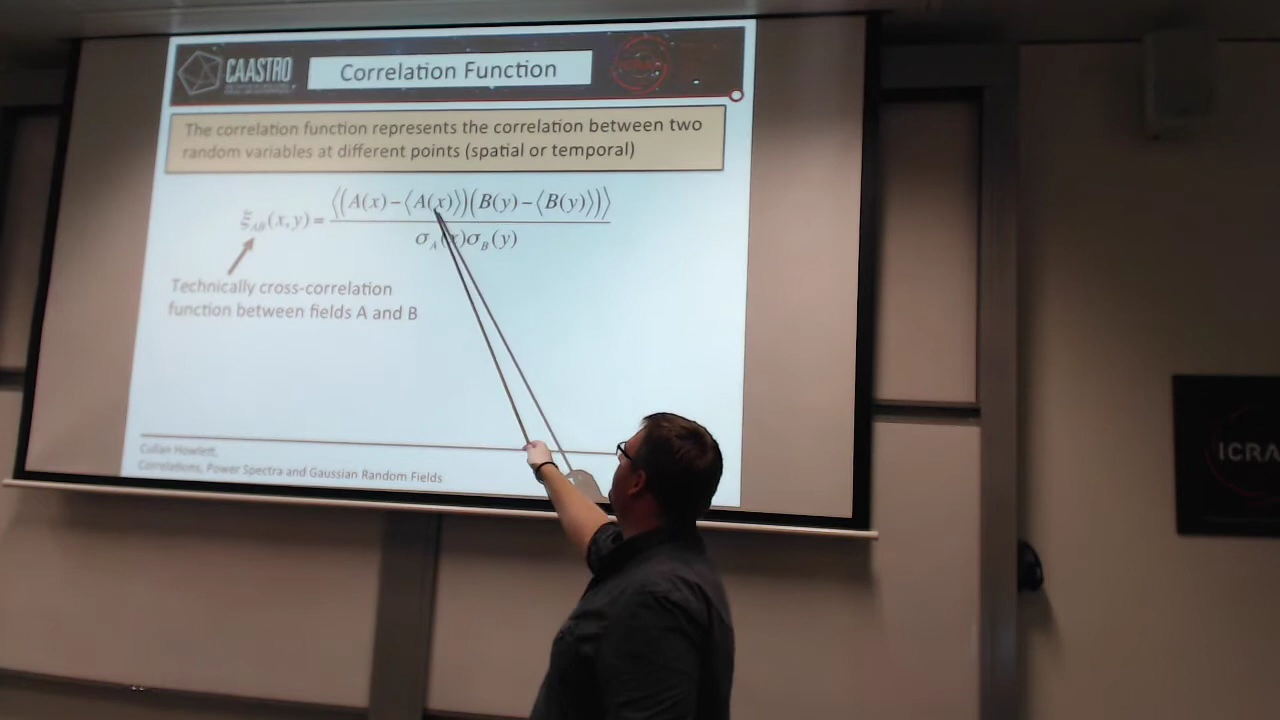 CAASTRO
Correlation Function
ICRAR
The correlation function represents the correlation between two
random variables at different points (spatial or temporal)
ξ_AB(x,y) = ⟨(A(x)−⟨A(x)⟩)(B(y)−⟨B(y)⟩)⟩ / σ_A(x)σ_B(y)
Technically cross-correlation
function between fields A and B
Cullan Howlett,
Correlations, Power Spectra and Gaussian Random Fields
ICRA